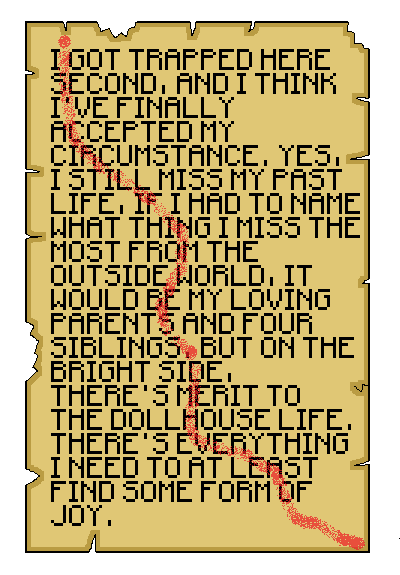 I GOT TRAPPED HERE
SECOND, AND I THINK
I'VE FINALLY
ACCEPTED MY
CIRCUMSTANCE. YES,
I STILL MISS MY PAST
LIFE, IF I HAD TO NAME
WHAT THING I MISS THE
MOST FROM THE
OUTSIDE WORLD, IT
WOULD BE MY LOVING
PARENTS AND FOUR
SIBLINGS. BUT ON THE
BRIGHT SIDE,
THERE'S MERIT TO
THE DOLLHOUSE LIFE.
THERE'S EVERYTHING
I NEED TO AT LEAST
FIND SOME FORM OF
JOY.